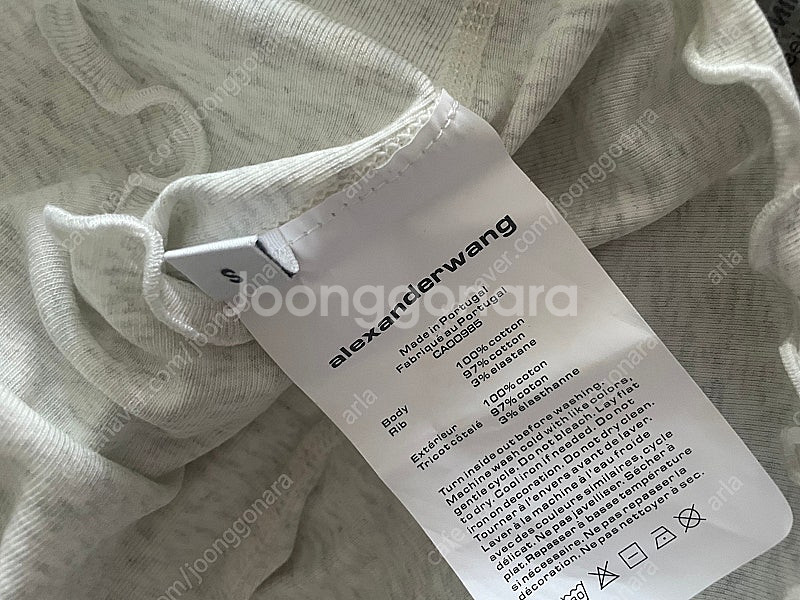 S
alexanderwang
Made in Portugal
Fabriqué au Portugal
CA00985
Body 100% cotton
Rib 97% cotton
3% elastane
Extérieur 100% coton
Tricot côtelé 97% coton
3% élasthanne
Turn inside out before washing.
Machine wash cold with like colors,
gentle cycle. Do not bleach. Lay flat
to dry. Cool iron if needed. Do not
iron on decoration. Do not dry clean.
Tourner à l'envers avant de laver.
Laver à la machine à l'eau froide
avec des couleurs similaires, cycle
délicat. Ne pas javelliser. Sécher à
plat. Repasser à basse température
si nécessaire. Ne pas repasser la
décoration. Ne pas nettoyer à sec.
30
Joonggonara